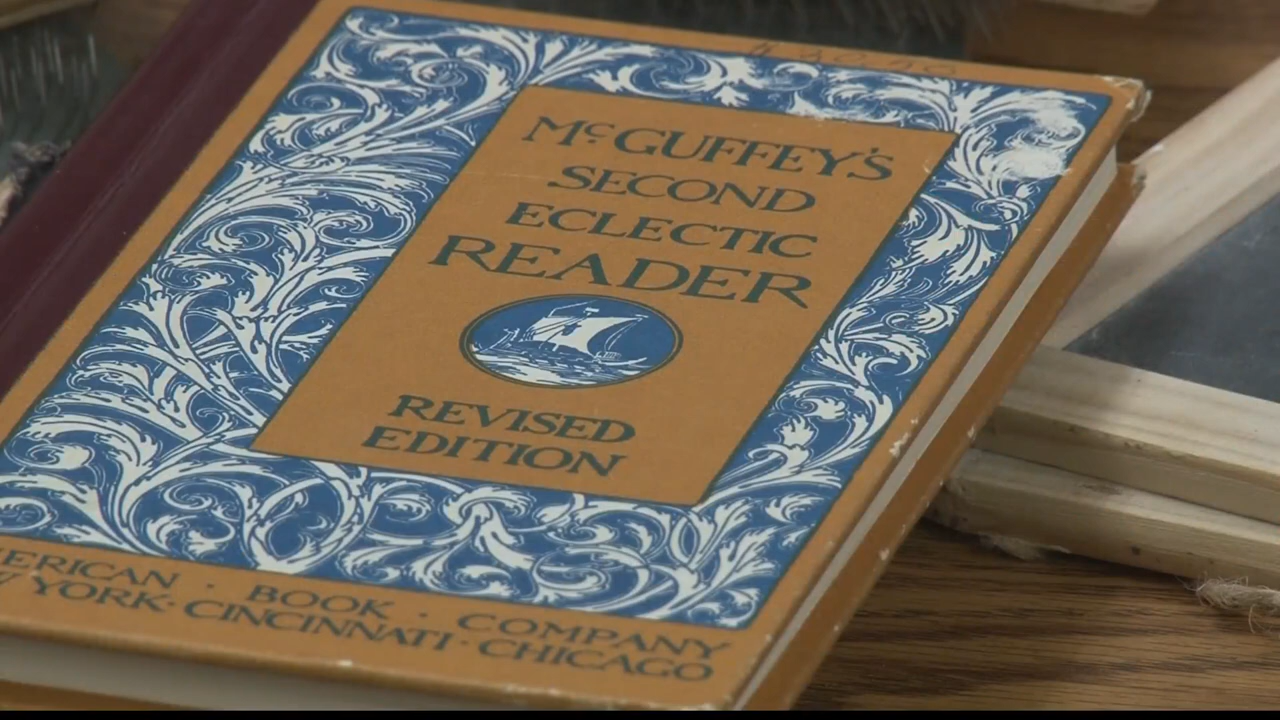 McGUFFEY'S
SECOND
ECLECTIC
READER
REVISED
EDITION
ERICAN · BOOK · COMPANY
YORK · CINCINNATI · CHICAGO